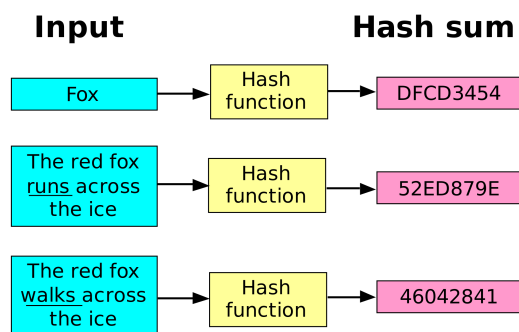 Input
Hash sum
Fox
Hash
function
DFCD3454
The red fox
runs across
the ice
Hash
function
52ED879E
The red fox
walks across
the ice
Hash
function
46042841